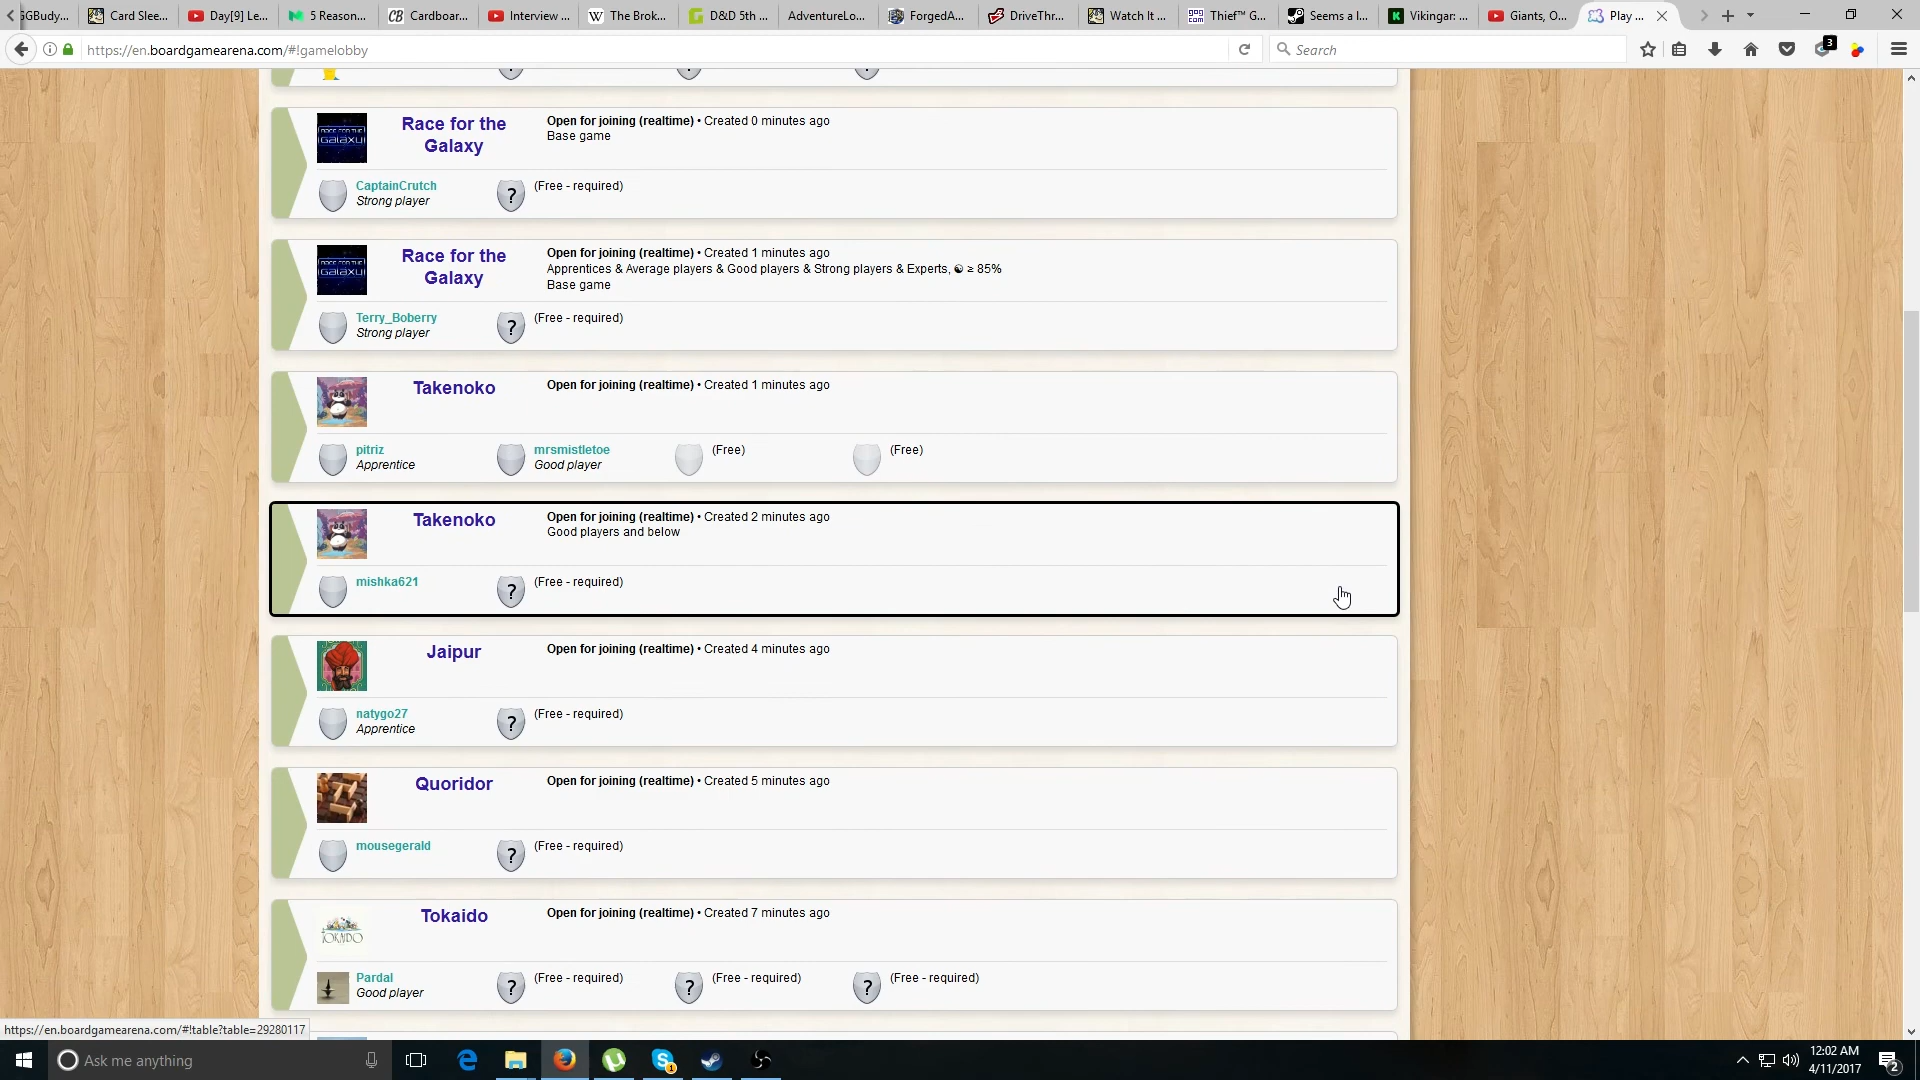 GGBudy...
Card Slee...
Day[9] Le...
5 Reason...
CB Cardboar...
Interview ...
W The Brok...
D&D 5th ...
AdventureLo...
ForgedA...
DriveThr...
Watch It ...
Thief™ G...
Seems a l...
Vikingar: ...
Giants, O...
Play ...
https://en.boardgamearena.com/#!gamelobby
Search
3
Race for the
Galaxy
Open for joining (realtime) • Created 0 minutes ago
Base game
CaptainCrutch
Strong player
? (Free - required)
Race for the
Galaxy
Open for joining (realtime) • Created 1 minutes ago
Apprentices & Average players & Good players & Strong players & Experts, ☯ ≥ 85%
Base game
Terry_Boberry
Strong player
? (Free - required)
Takenoko
Open for joining (realtime) • Created 1 minutes ago
pitriz
Apprentice
mrsmistletoe
Good player
(Free)
(Free)
Takenoko
Open for joining (realtime) • Created 2 minutes ago
Good players and below
mishka621
? (Free - required)
Jaipur
Open for joining (realtime) • Created 4 minutes ago
natygo27
Apprentice
? (Free - required)
Quoridor
Open for joining (realtime) • Created 5 minutes ago
mousegerald
? (Free - required)
TOKAIDO
Tokaido
Open for joining (realtime) • Created 7 minutes ago
Pardal
Good player
? (Free - required)
? (Free - required)
? (Free - required)
https://en.boardgamearena.com/#!table?table=29280117
Ask me anything
12:02 AM
4/11/2017
2